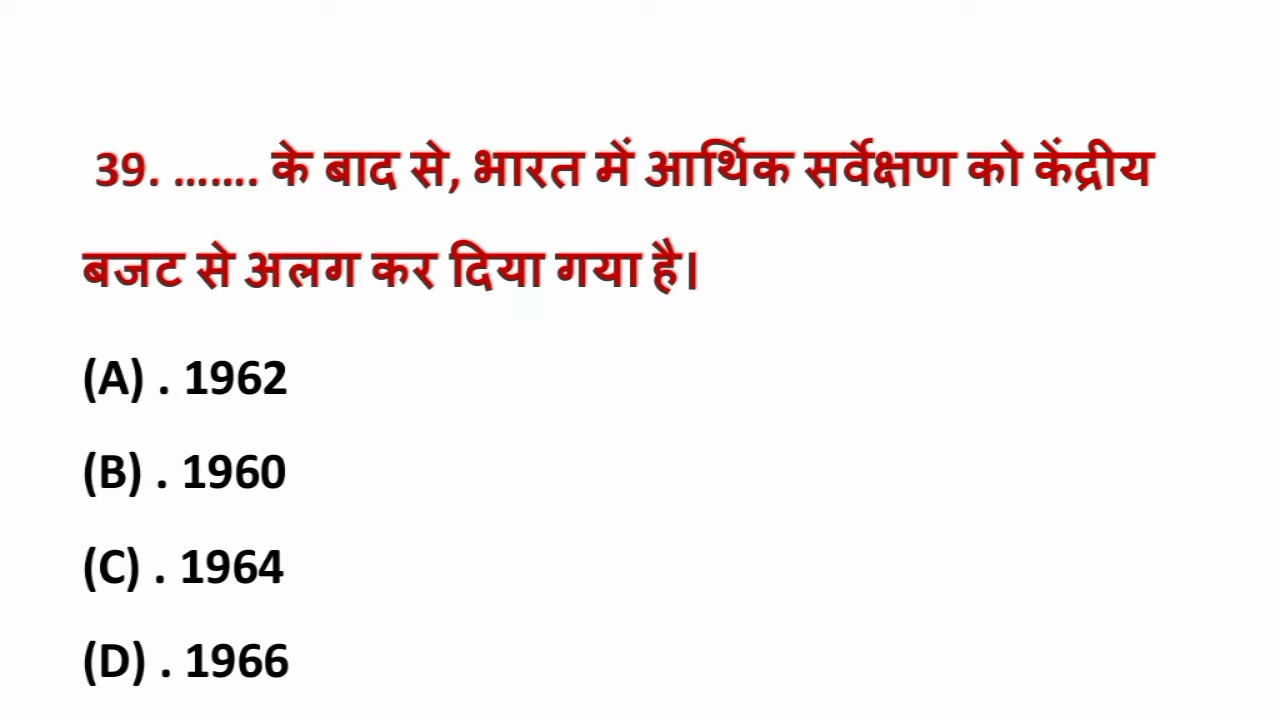 39. ....... के बाद से, भारत में आर्थिक सर्वेक्षण को केंद्रीय
बजट से अलग कर दिया गया है।
(A) . 1962
(B) . 1960
(C) . 1964
(D) . 1966